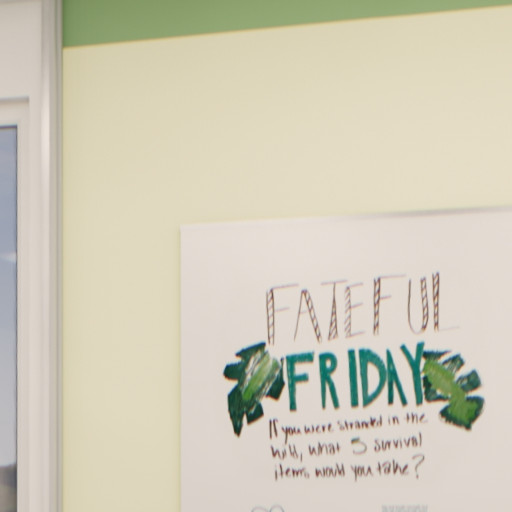 FATEFUL
FRIDAY
If you were stranded in the
wild, what 5 survival
items would you take?